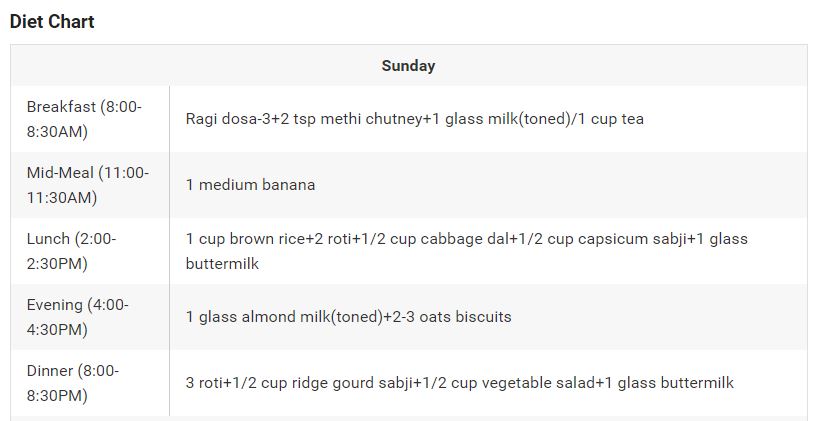 Diet Chart
Sunday
Breakfast (8:00-
8:30AM)
Ragi dosa-3+2 tsp methi chutney+1 glass milk(toned)/1 cup tea
Mid-Meal (11:00-
11:30AM)
1 medium banana
Lunch (2:00-
2:30PM)
1 cup brown rice+2 roti+1/2 cup cabbage dal+1/2 cup capsicum sabji+1 glass
buttermilk
Evening (4:00-
4:30PM)
1 glass almond milk(toned)+2-3 oats biscuits
Dinner (8:00-
8:30PM)
3 roti+1/2 cup ridge gourd sabji+1/2 cup vegetable salad+1 glass buttermilk